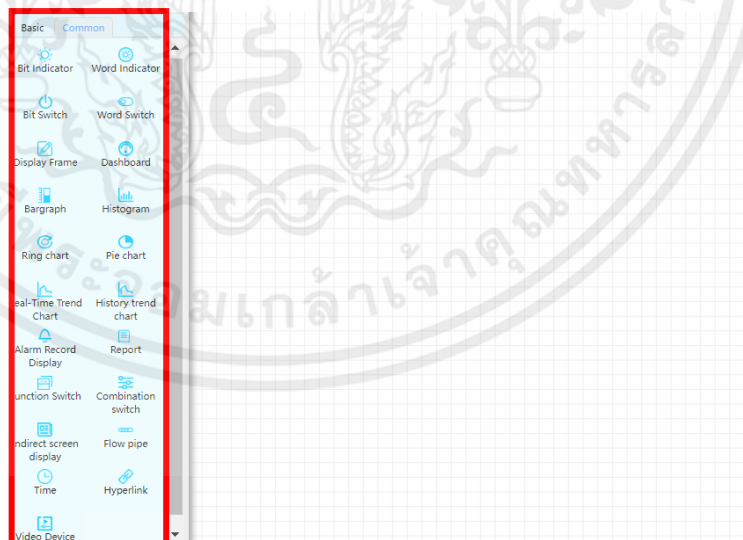 Basic Common
Bit Indicator Word Indicator
Bit Switch Word Switch
Display Frame Dashboard
Bargraph Histogram
Ring chart Pie chart
eal-Time Trend History trend
Chart chart
Alarm Record Report
Display
unction Switch Combination
switch
ndirect screen Flow pipe
display
Time Hyperlink
Video Device